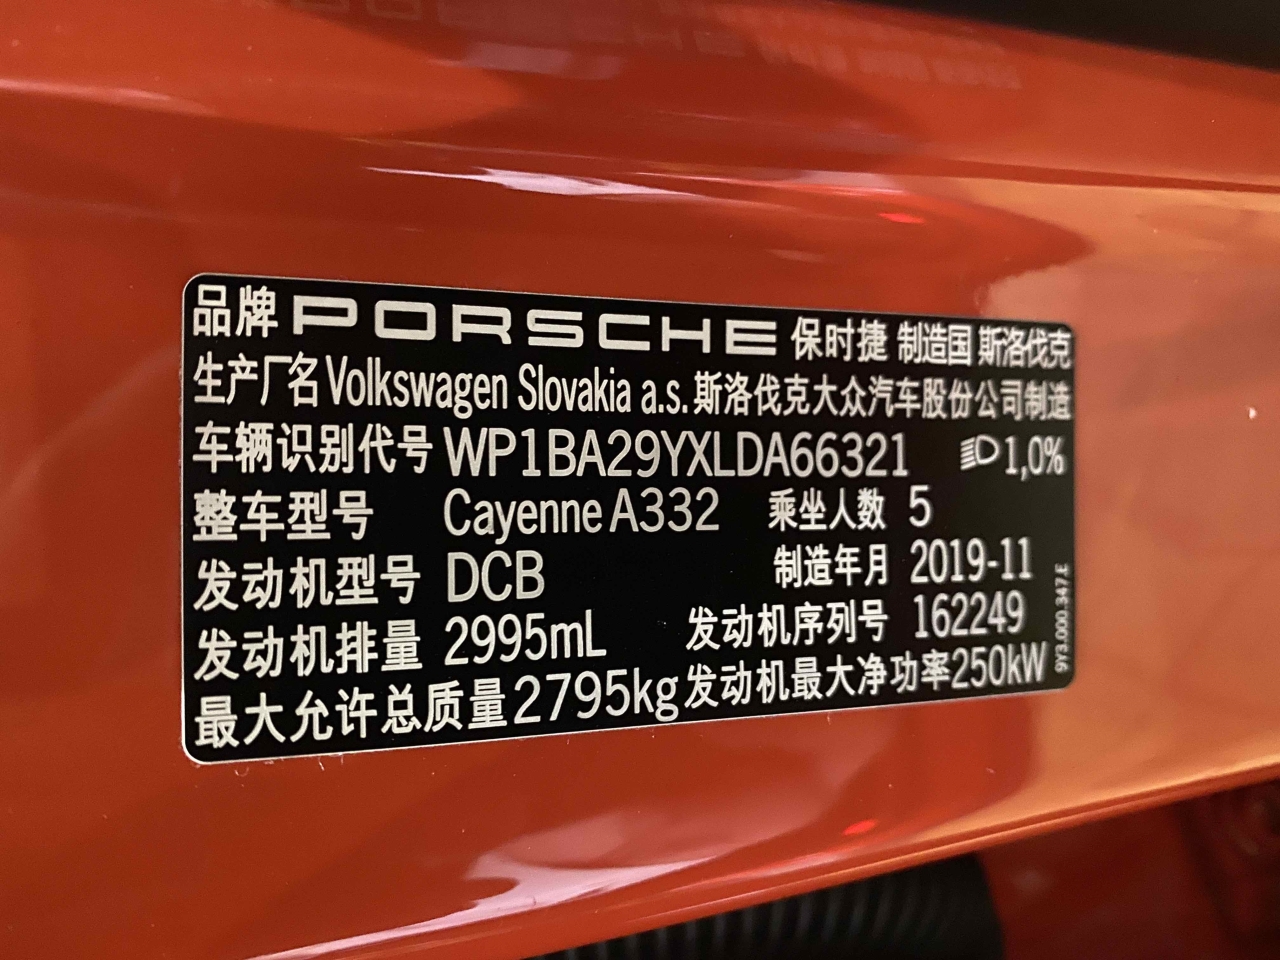 品牌 PORSCHE 保时捷 制造国 斯洛伐克
生产厂名 Volkswagen Slovakia a.s. 斯洛伐克大众汽车股份公司制造
车辆识别代号 WP1BA29YXLDA66321 1,0%
整车型号 Cayenne A332 乘坐人数 5
发动机型号 DCB 制造年月 2019-11
发动机排量 2995mL 发动机序列号 162249
最大允许总质量 2795kg 发动机最大净功率 250kW
9Y3.000.347.E